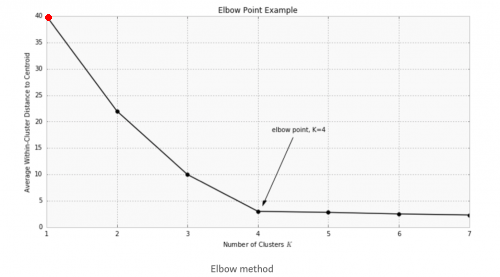 Elbow Point Example
Average Within-Cluster Distance to Centroid
40
35
30
25
20
15
10
5
0
elbow point, K=4
1 2 3 4 5 6 7
Number of Clusters K
Elbow method